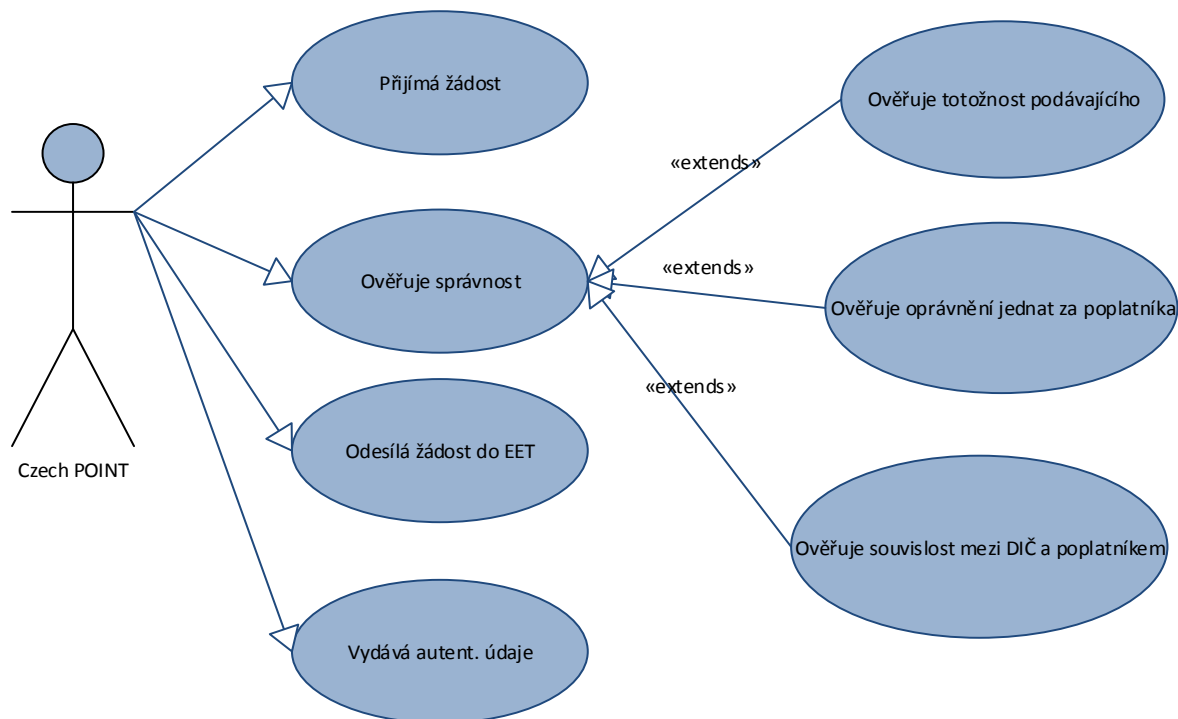 Přijímá žádost
Ověřuje totožnost podávajícího
«extends»
Ověřuje správnost
«extends»
Ověřuje oprávnění jednat za poplatníka
«extends»
Odesílá žádost do EET
Czech POINT
Ověřuje souvislost mezi DIČ a poplatníkem
Vydává autent. údaje